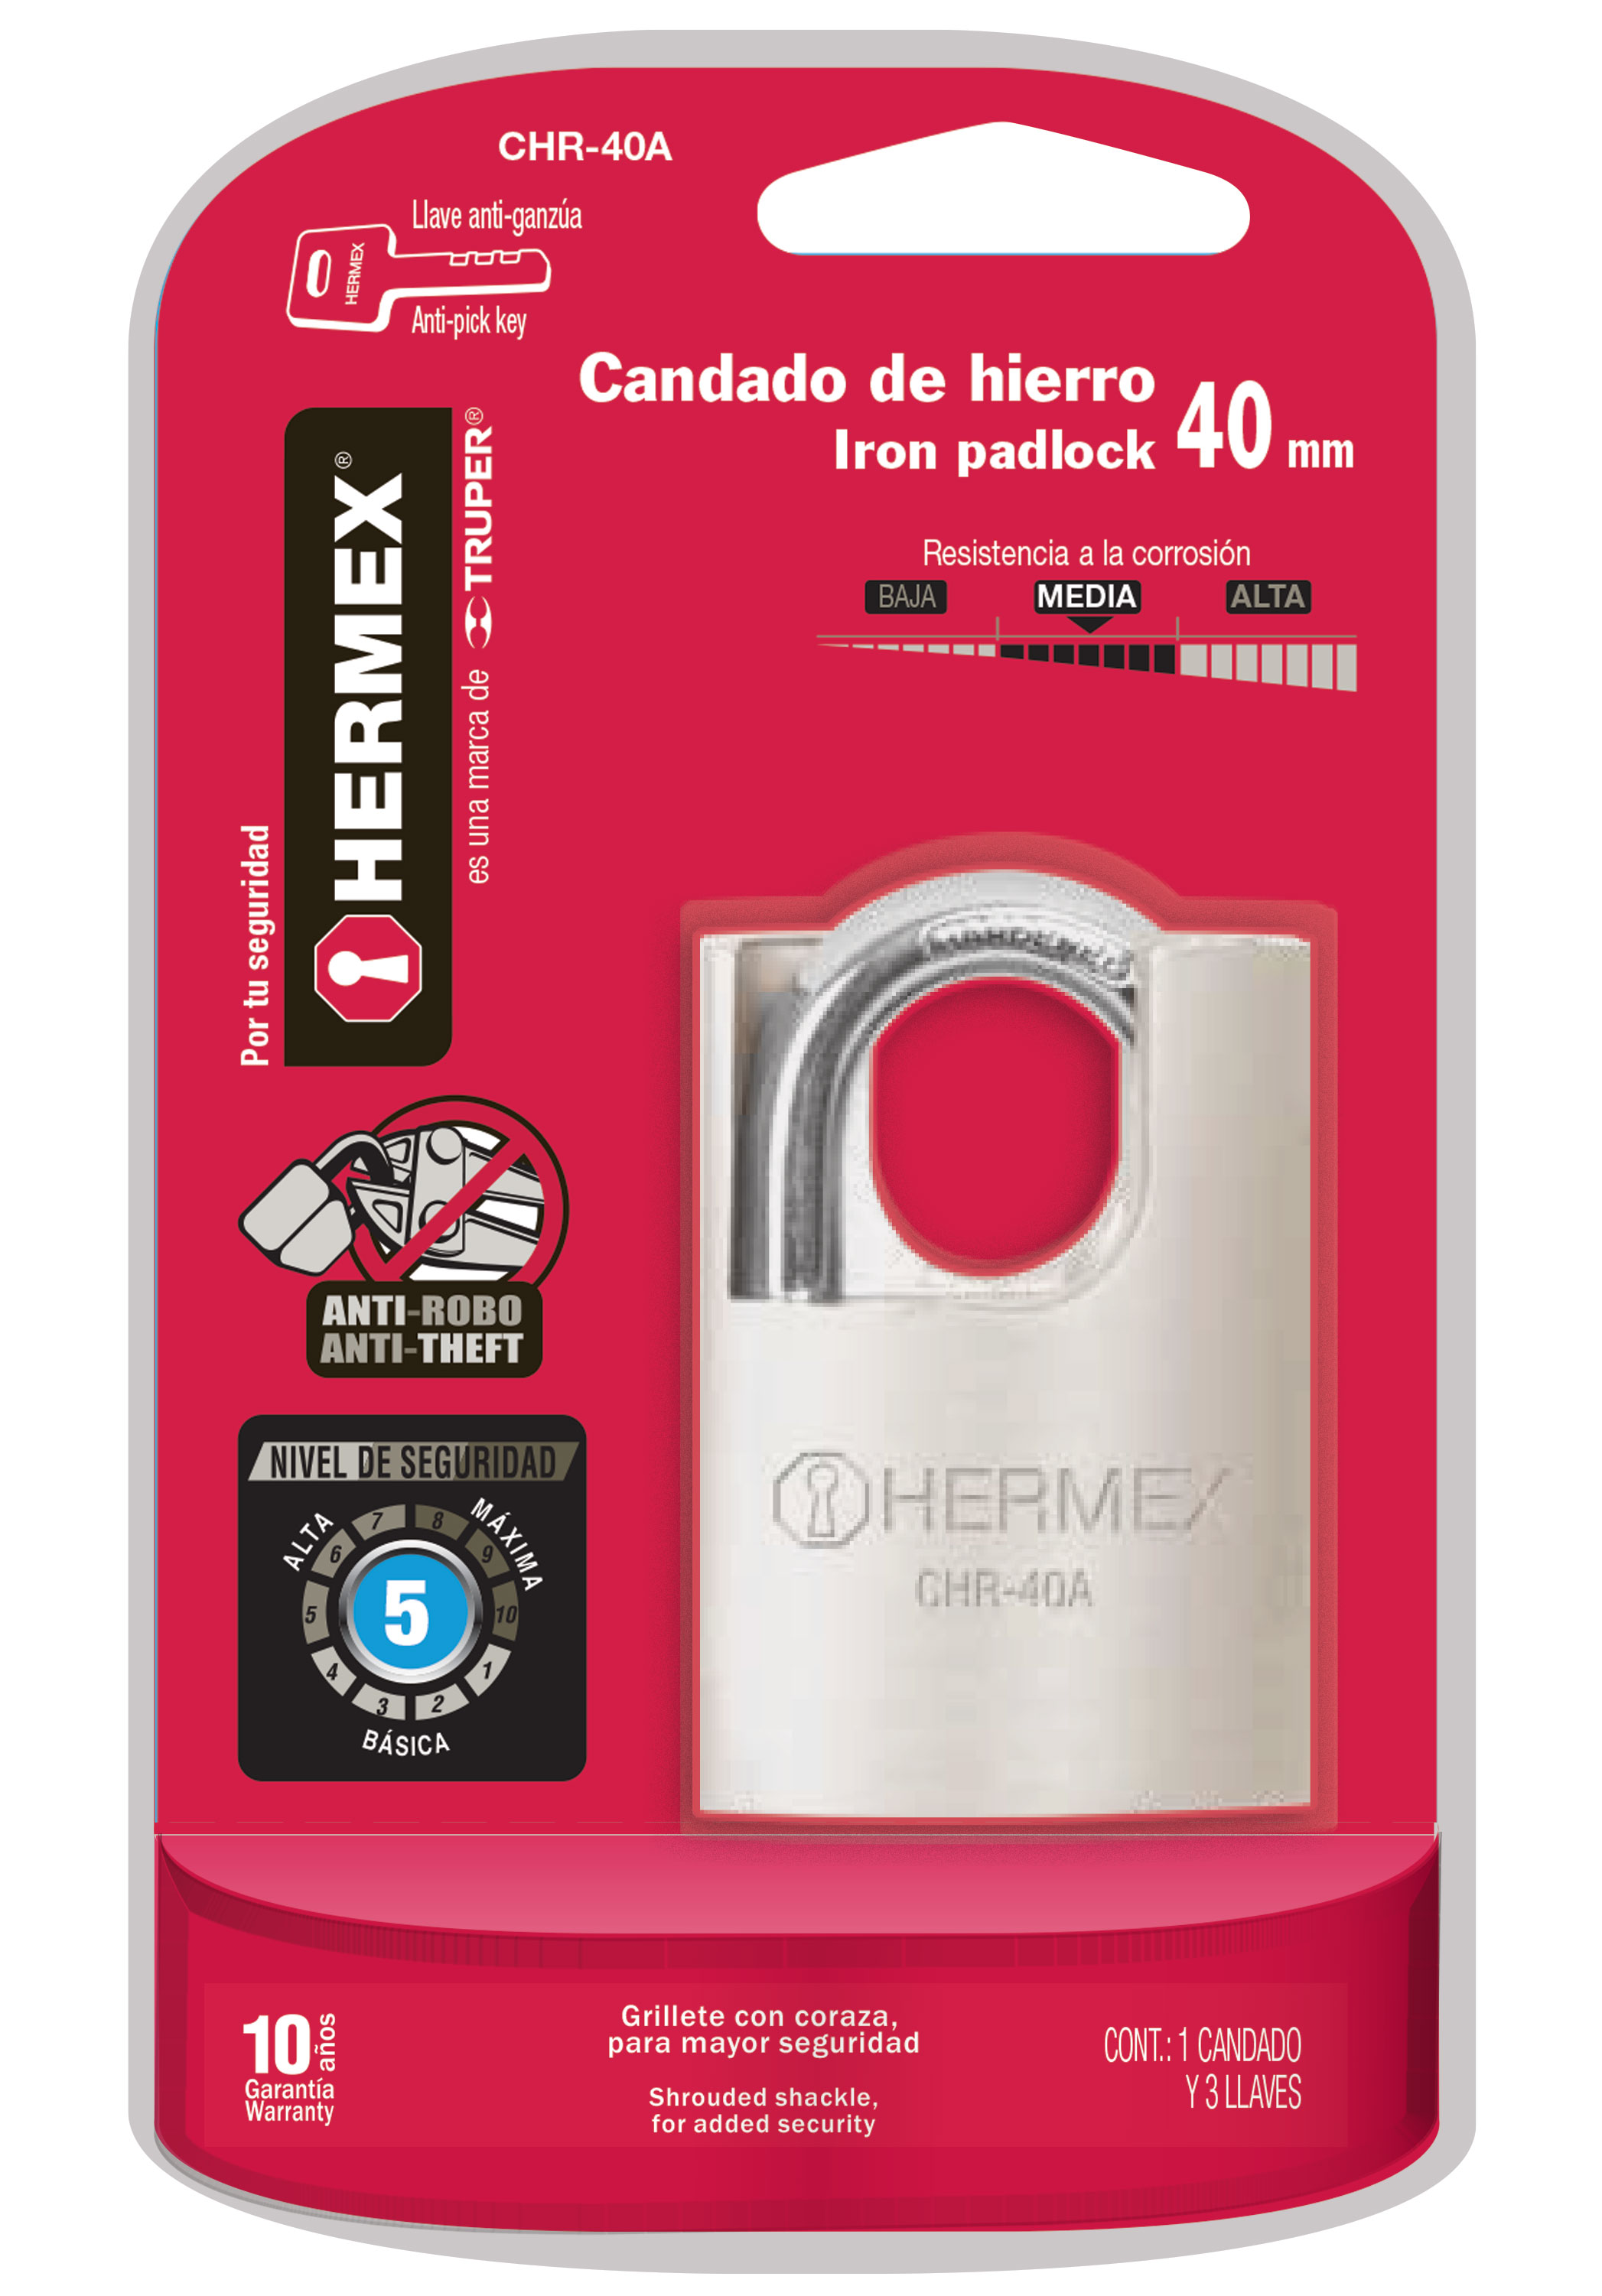 CHR-40A
Llave anti-ganzúa
HERMEX
Anti-pick key
Candado de hierro
Iron padlock
40 mm
Resistencia a la corrosión
BAJA
MEDIA
ALTA
Por tu seguridad
HERMEX®
es una marca de TRUPER®
ANTI-ROBO
ANTI-THEFT
NIVEL DE SEGURIDAD
ALTA
MÁXIMA
7
8
6
9
5
5
10
4
1
3
2
BÁSICA
HERMEX
CHR-40A
10 años
Garantía
Warranty
Grillete con coraza,
para mayor seguridad
Shrouded shackle,
for added security
CONT.: 1 CANDADO
Y 3 LLAVES